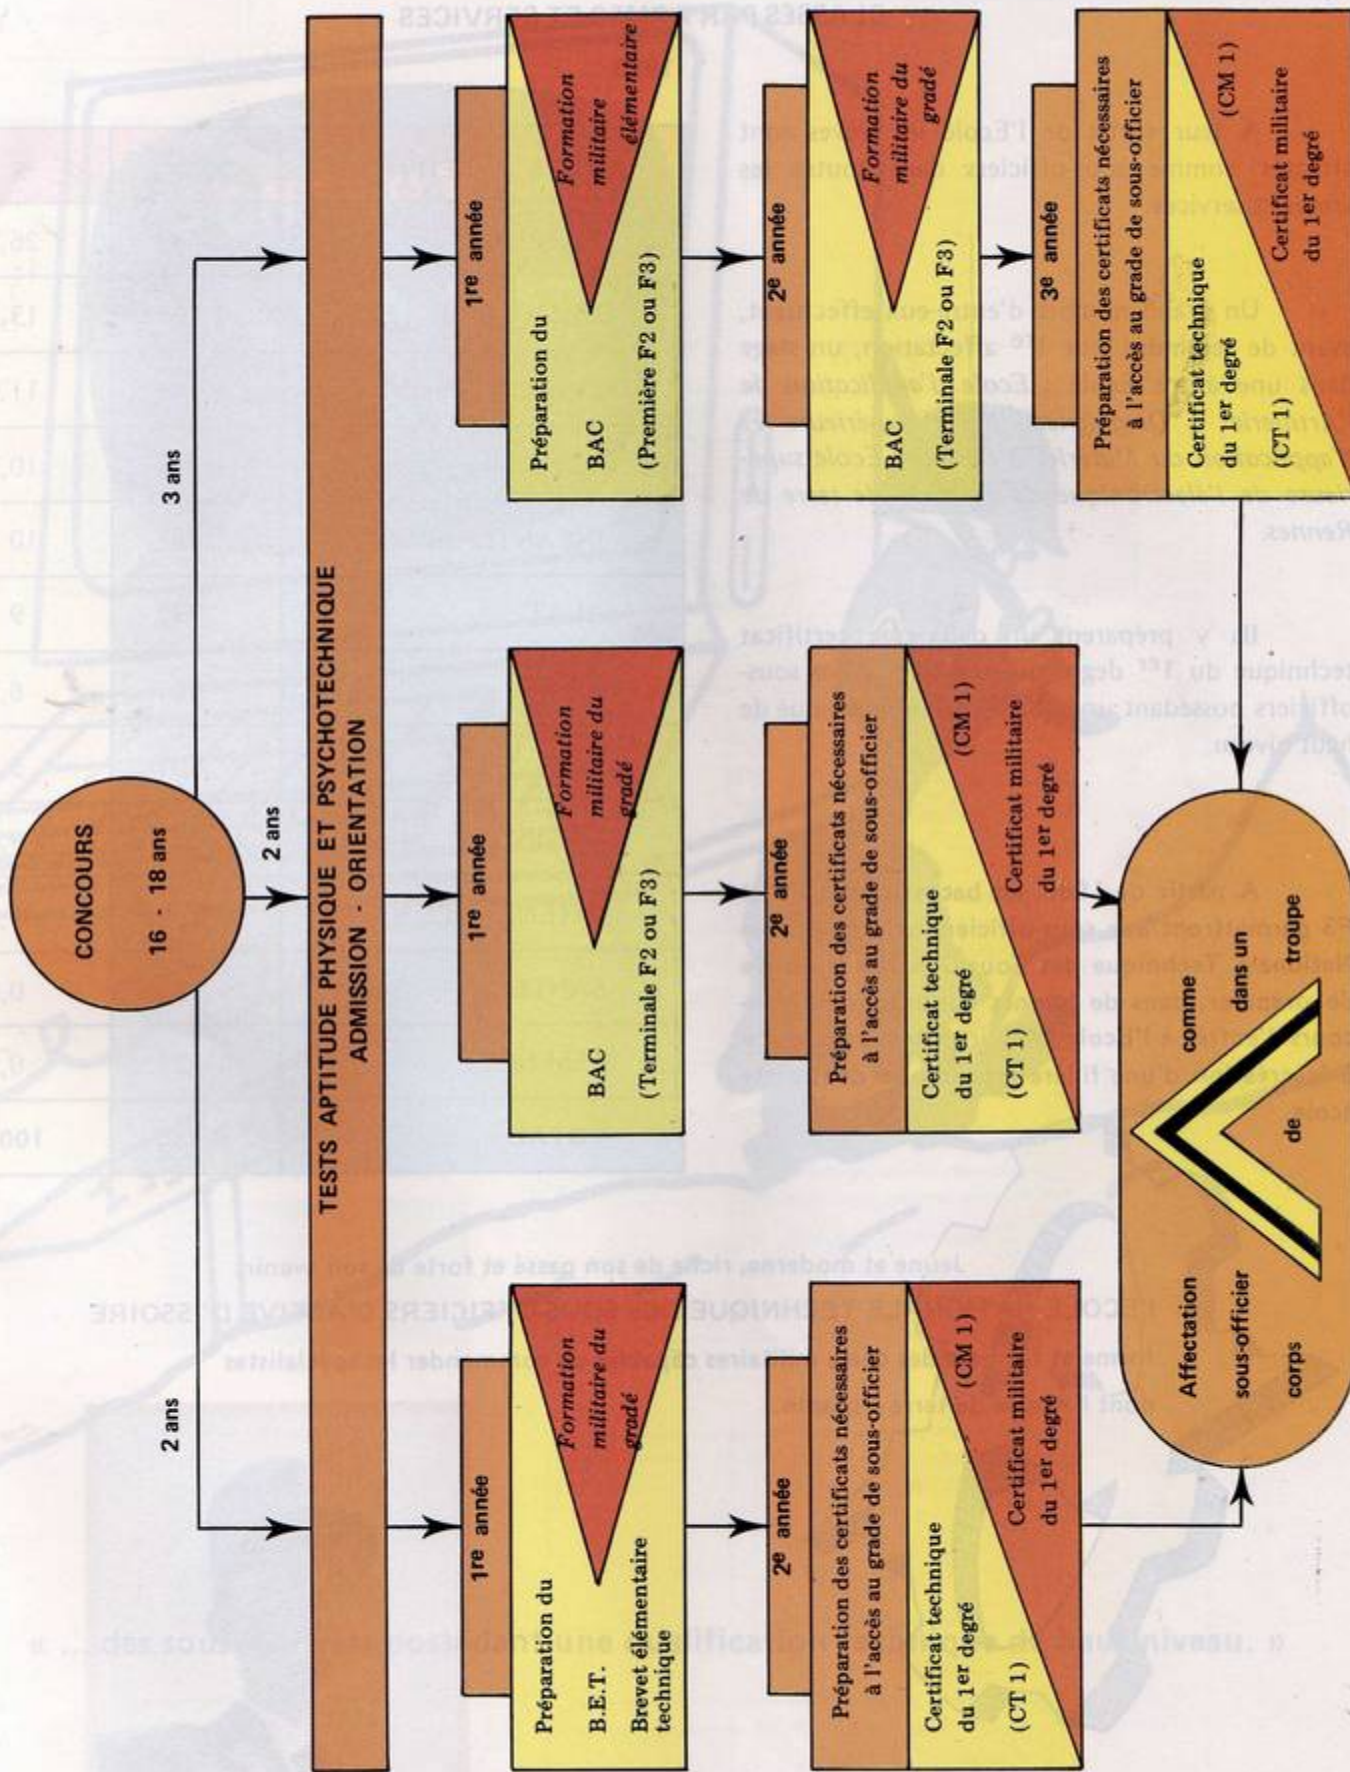 CONCOURS
16 - 18 ans
2 ans
2 ans
3 ans
TESTS APTITUDE PHYSIQUE ET PSYCHOTECHNIQUE
ADMISSION - ORIENTATION
1re année
Préparation du
B.E.T.
Brevet élémentaire
technique
Formation
militaire du
gradé
2e année
Préparation des certificats nécessaires
à l'accès au grade de sous-officier
Certificat technique
du 1er degré
(CT 1)
(CM 1)
Certificat militaire
du 1er degré
1re année
BAC
(Terminale F2 ou F3)
Formation
militaire du
gradé
2e année
Préparation des certificats nécessaires
à l'accès au grade de sous-officier
Certificat technique
du 1er degré
(CT 1)
(CM 1)
Certificat militaire
du 1er degré
1re année
Préparation du
BAC
(Première F2 ou F3)
Formation
militaire
élémentaire
2e année
BAC
(Terminale F2 ou F3)
Formation
militaire du
gradé
3e année
Préparation des certificats nécessaires
à l'accès au grade de sous-officier
Certificat technique
du 1er degré
(CT 1)
(CM 1)
Certificat militaire
du 1er degré
Affectation comme
sous-officier dans un
corps de troupe